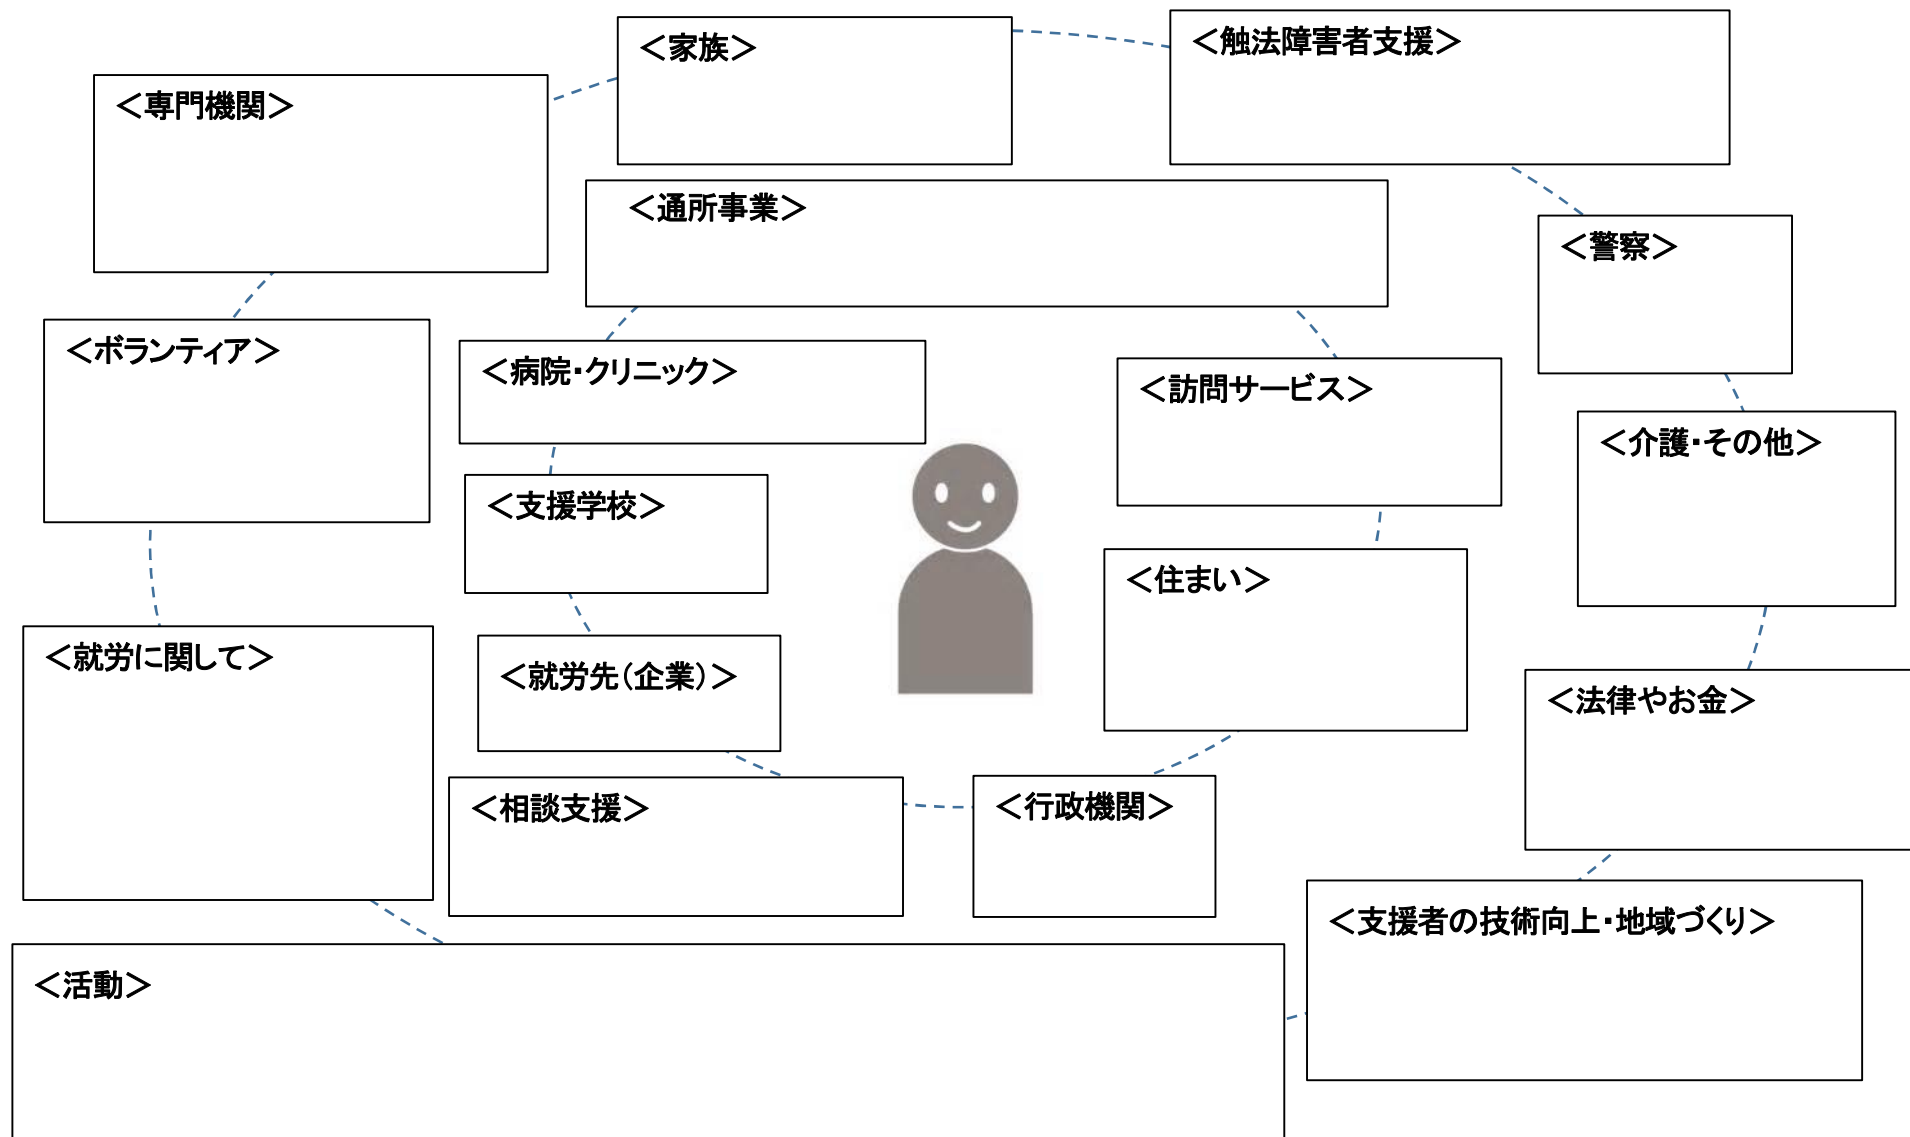 ＜家族＞
＜触法障害者支援＞
＜専門機関＞
＜通所事業＞
＜警察＞
＜ボランティア＞
＜病院・クリニック＞
＜訪問サービス＞
＜介護・その他＞
＜支援学校＞
＜住まい＞
＜就労に関して＞
＜就労先（企業）＞
＜法律やお金＞
＜相談支援＞
＜行政機関＞
＜支援者の技術向上・地域づくり＞
＜活動＞